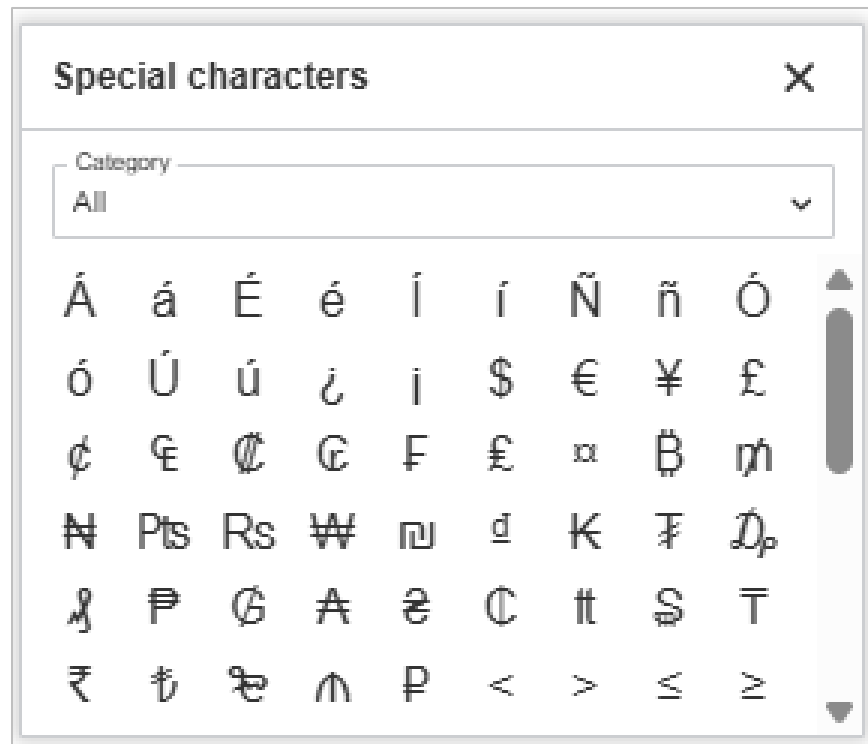 Special characters
Category
All
Á á É é Í í Ñ ñ Ó
ó Ú ú ¿ ¡ $ € ¥ £
¢ ₠ ₡ ₢ ₣ ₤ ¤ ₿ ₥
₦ ₧ ₨ ₩ ₪ ₫ ₭ ₮ ₯
₰ ₱ ₲ ₳ ₴ ₵ ₶ ₷ ₸
₹ ₺ ₻ ₼ ₽ < > ≤ ≥